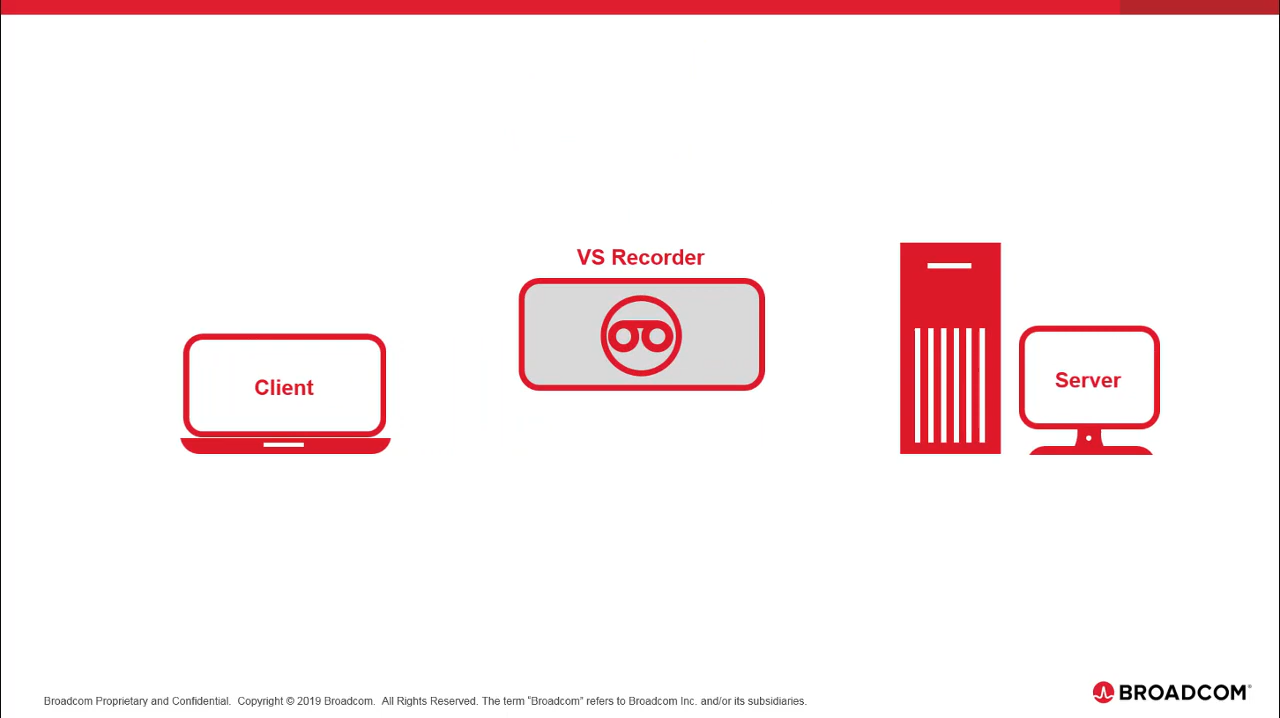 VS Recorder
Client
Server
Broadcom Proprietary and Confidential.  Copyright © 2019 Broadcom.  All Rights Reserved. The term "Broadcom" refers to Broadcom Inc. and/or its subsidiaries.
BROADCOM®